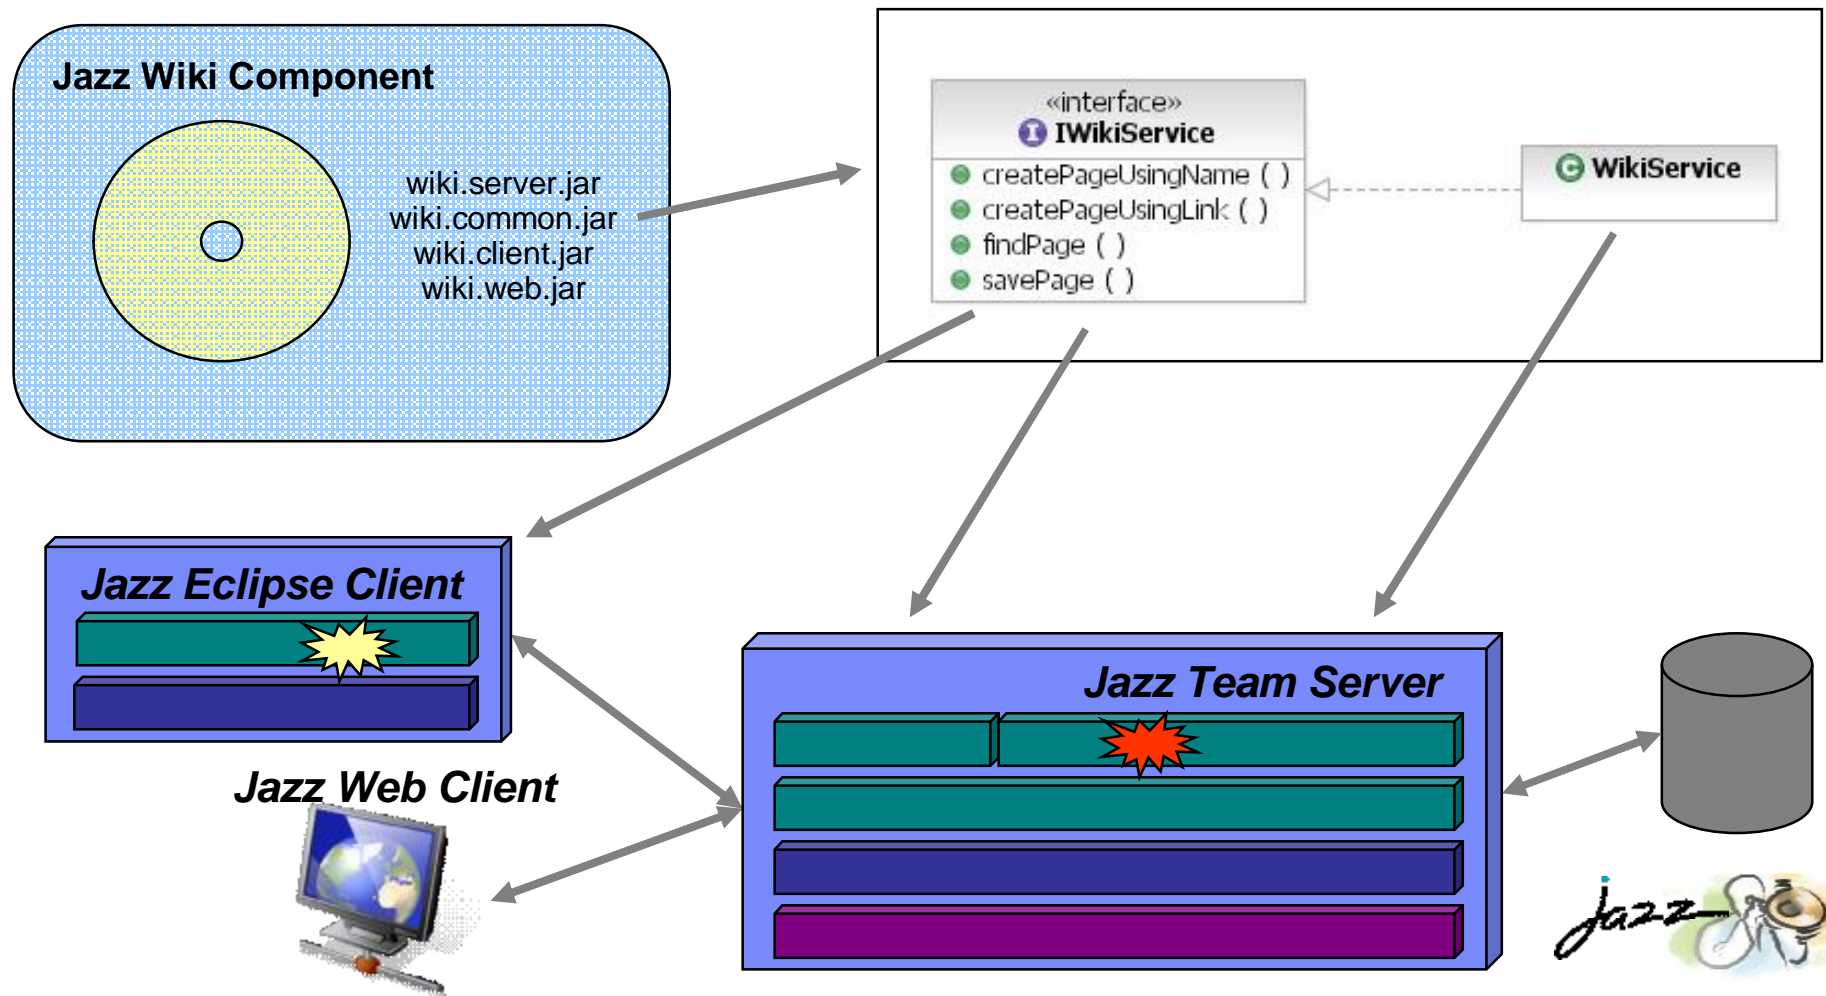 Jazz Wiki Component
wiki.server.jar
wiki.common.jar
wiki.client.jar
wiki.web.jar
«interface»
I IWikiService
createPageUsingName ( )
createPageUsingLink ( )
findPage ( )
savePage ( )
C WikiService
Jazz Eclipse Client
Jazz Team Server
Jazz Web Client
jazz